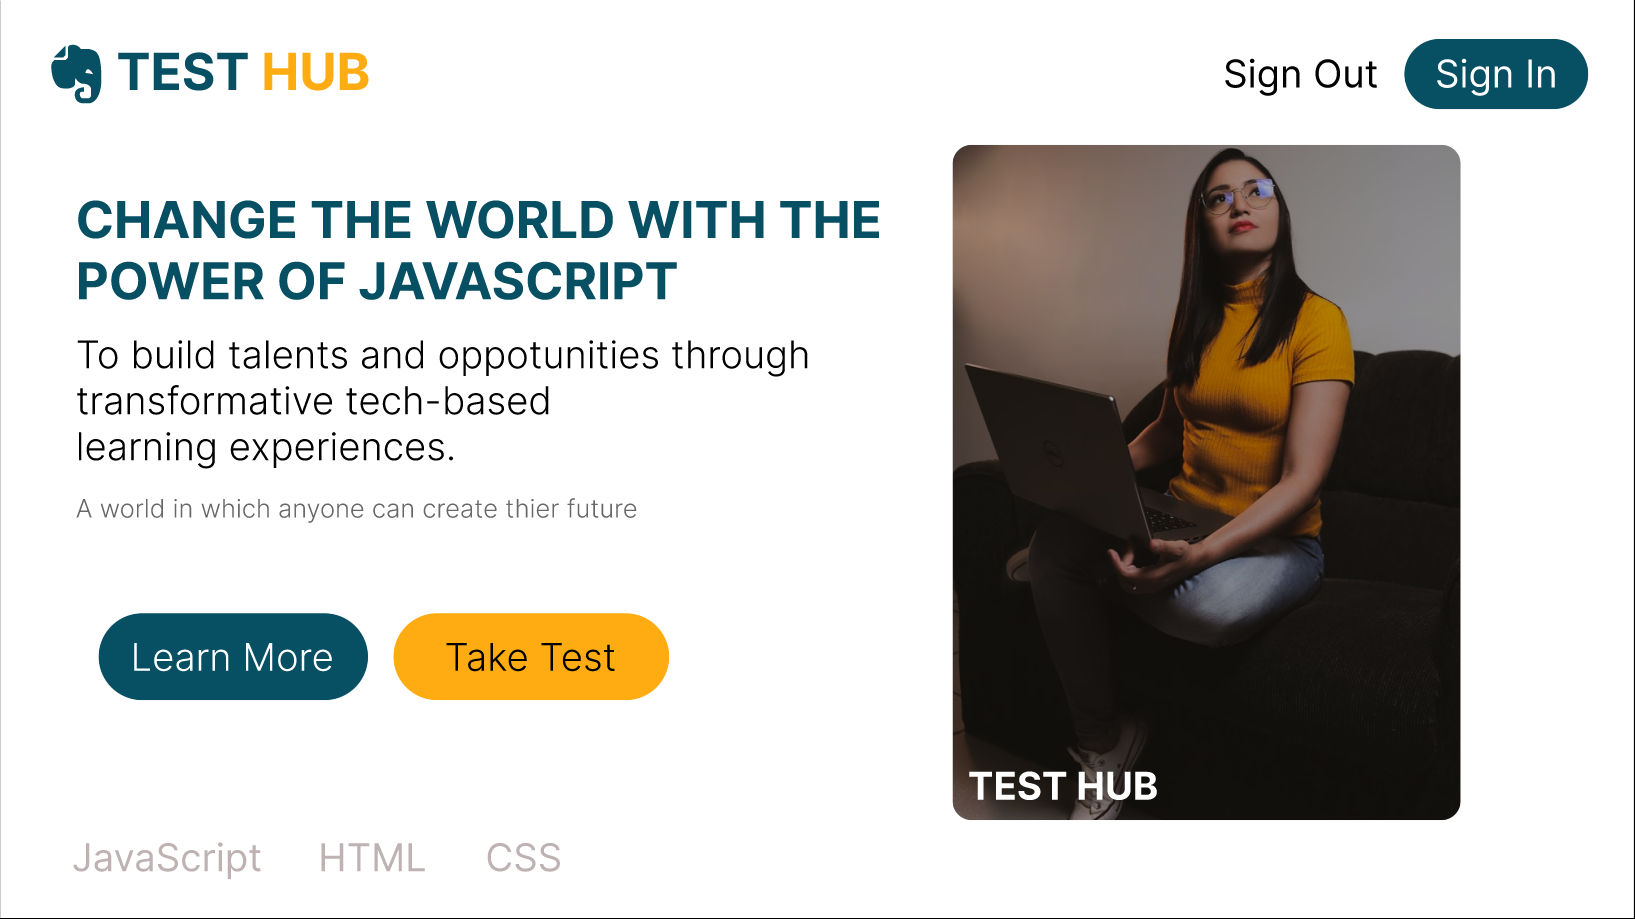 TEST HUB
Sign Out
Sign In
CHANGE THE WORLD WITH THE
POWER OF JAVASCRIPT
To build talents and oppotunities through
transformative tech-based
learning experiences.
A world in which anyone can create thier future
Learn More
Take Test
TEST HUB
JavaScript
HTML
CSS